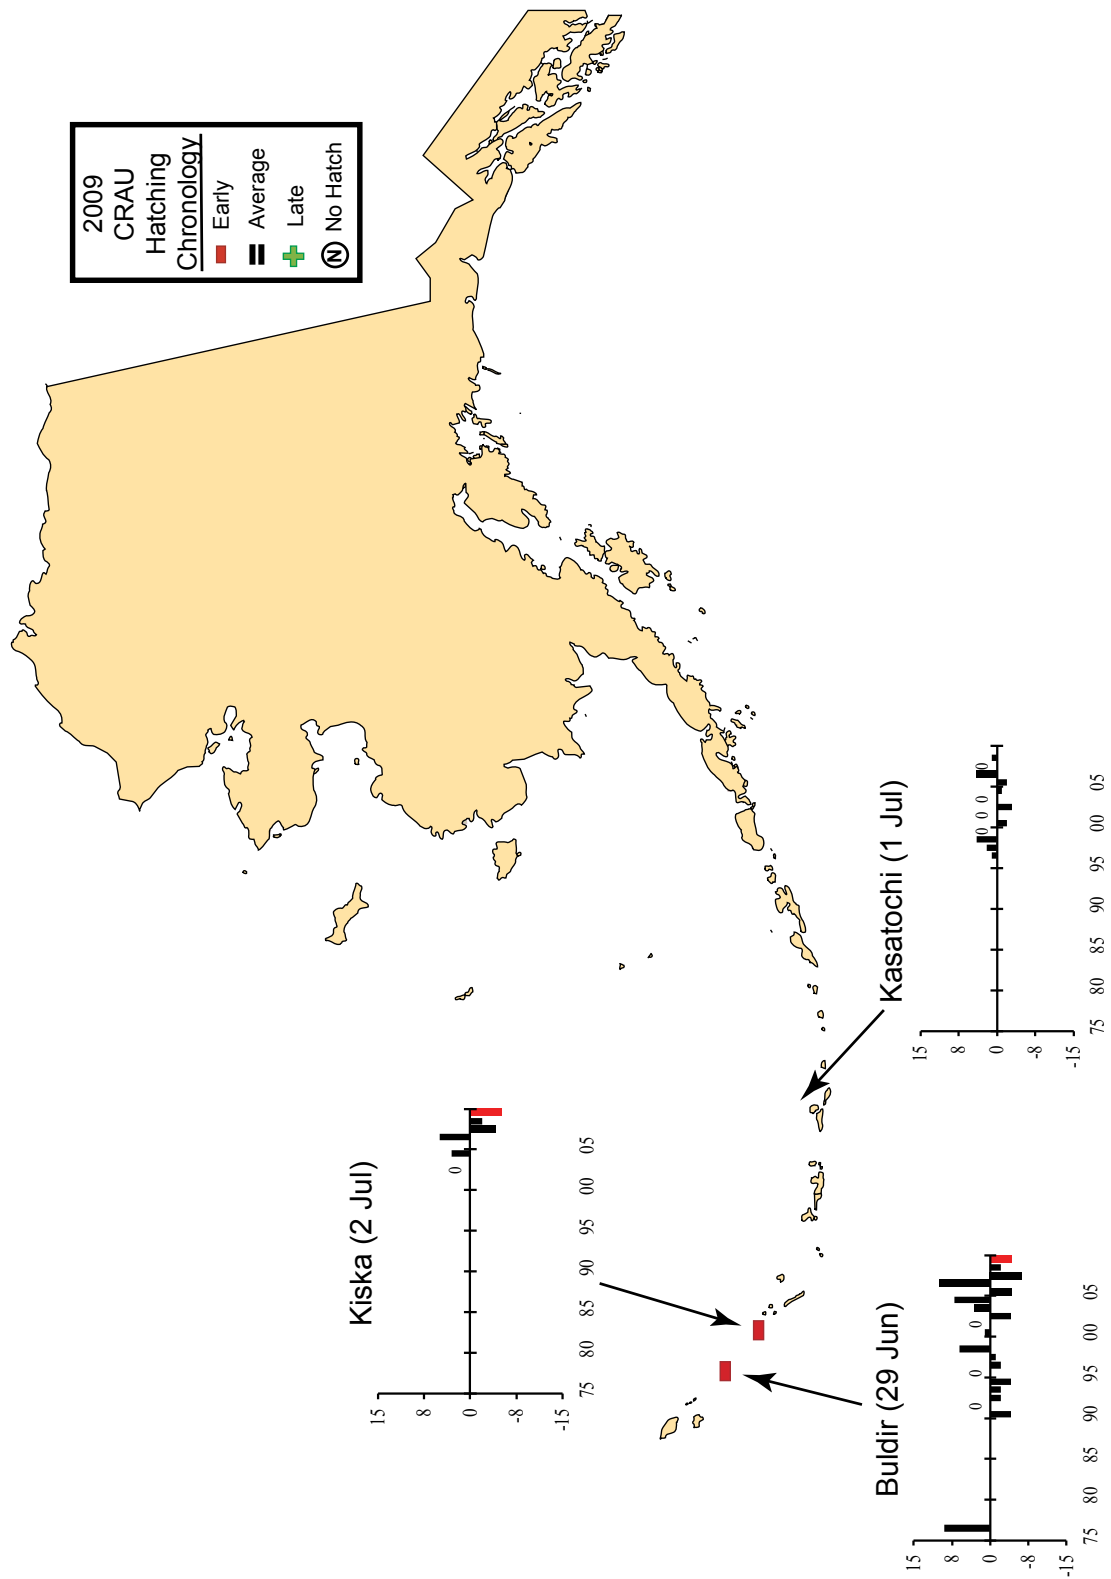 2009
CRAU
Hatching
Chronology
Early
Average
Late
N No Hatch
Kiska (2 Jul)
15
8
0
-8
-15
0
75 80 85 90 95 00 05
Buldir (29 Jun)
15
8
0
-8
-15
0 0 0
75 80 85 90 95 00 05
Kasatochi (1 Jul)
15
8
0
-8
-15
0 0 0 0
75 80 85 90 95 00 05